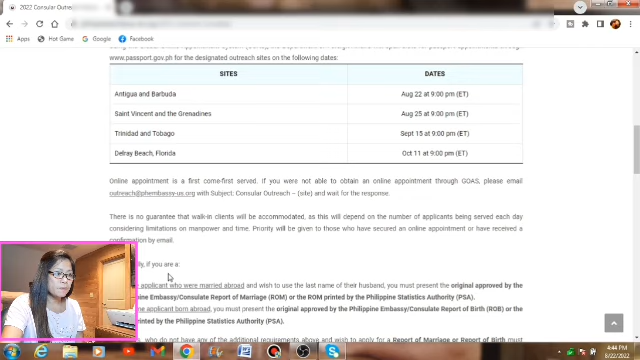 2022 Consular Outrea
Apps
Hot Game
Google
Facebook
www.passport.gov.ph for the designated outreach sites on the following dates:
SITES DATES
Antigua and Barbuda Aug 22 at 9:00 pm (ET)
Saint Vincent and the Grenadines Aug 25 at 9:00 pm (ET)
Trinidad and Tobago Sept 15 at 9:00 pm (ET)
Delray Beach, Florida Oct 11 at 9:00 pm (ET)
Online appointment is a first come-first served. If you were not able to obtain an online appointment through GOAS, please email
outreach@phembassy-us.org with Subject: Consular Outreach – (site) and wait for the response.
There is no guarantee that walk-in clients will be accommodated, as this will depend on the number of applicants being served each day
considering limitations on manpower and time. Priority will be given to those who have secured an online appointment or have received a
confirmation by email.
if you are a:
applicant who were married abroad and wish to use the last name of their husband, you must present the original approved by the
ine Embassy/Consulate Report of Marriage (ROM) or the ROM printed by the Philippine Statistics Authority (PSA).
ne applicant born abroad, you must present the original approved by the Philippine Embassy/Consulate Report of Birth (ROB) or the
printed by the Philippine Statistics Authority (PSA).
who do not have any of the additional requirements above and wish to apply for a Report of Marriage or Report of Birth must
4:44 PM
8/22/2022